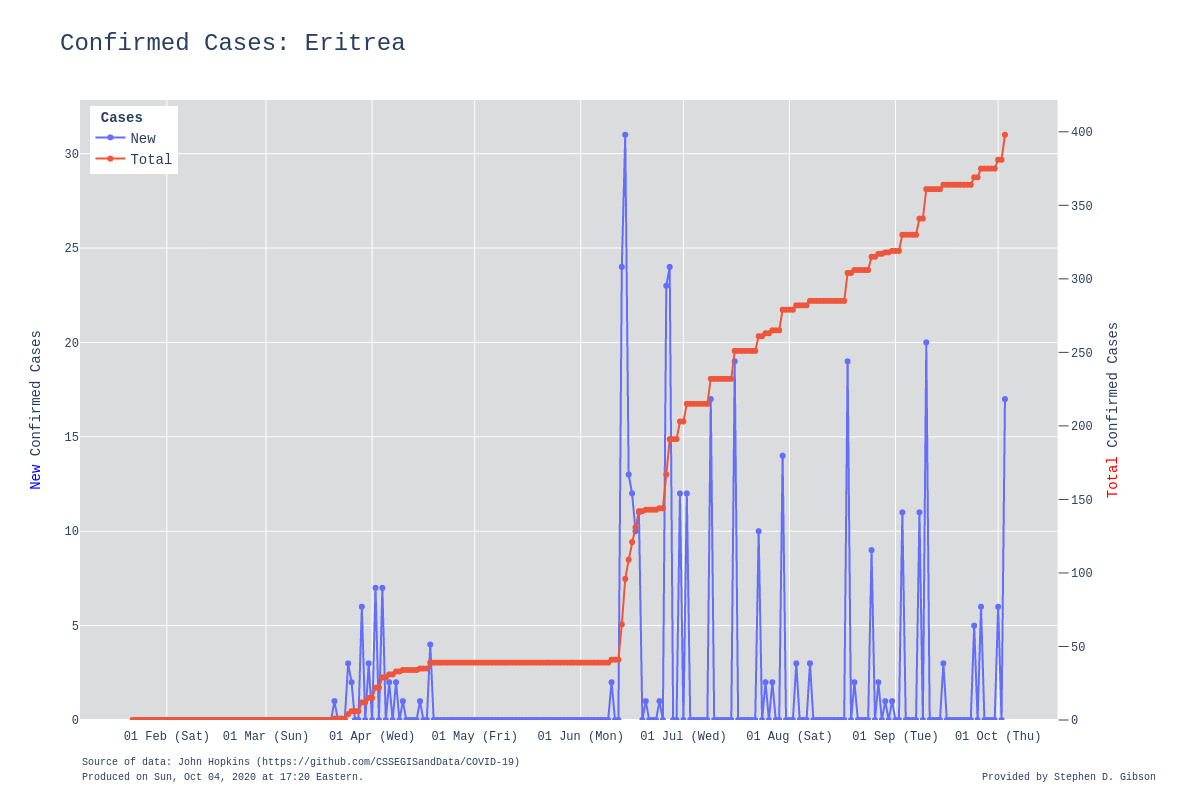 Confirmed Cases: Eritrea
Cases
New
Total
30
25
20
15
10
5
0
400
350
300
250
200
150
100
50
0
New Confirmed Cases
Total Confirmed Cases
01 Feb (Sat) 01 Mar (Sun) 01 Apr (Wed) 01 May (Fri) 01 Jun (Mon) 01 Jul (Wed) 01 Aug (Sat) 01 Sep (Tue) 01 Oct (Thu)
Source of data: John Hopkins (https://github.com/CSSEGISandData/COVID-19)
Produced on Sun, Oct 04, 2020 at 17:20 Eastern.
Provided by Stephen D. Gibson